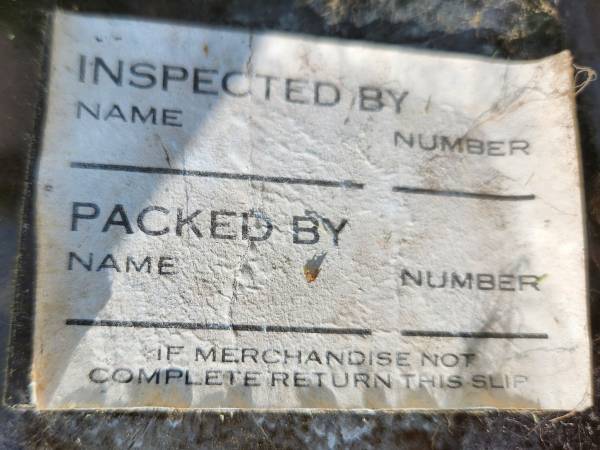 INSPECTED BY
NAME NUMBER
PACKED BY
NAME NUMBER
IF MERCHANDISE NOT
COMPLETE RETURN THIS SLIP